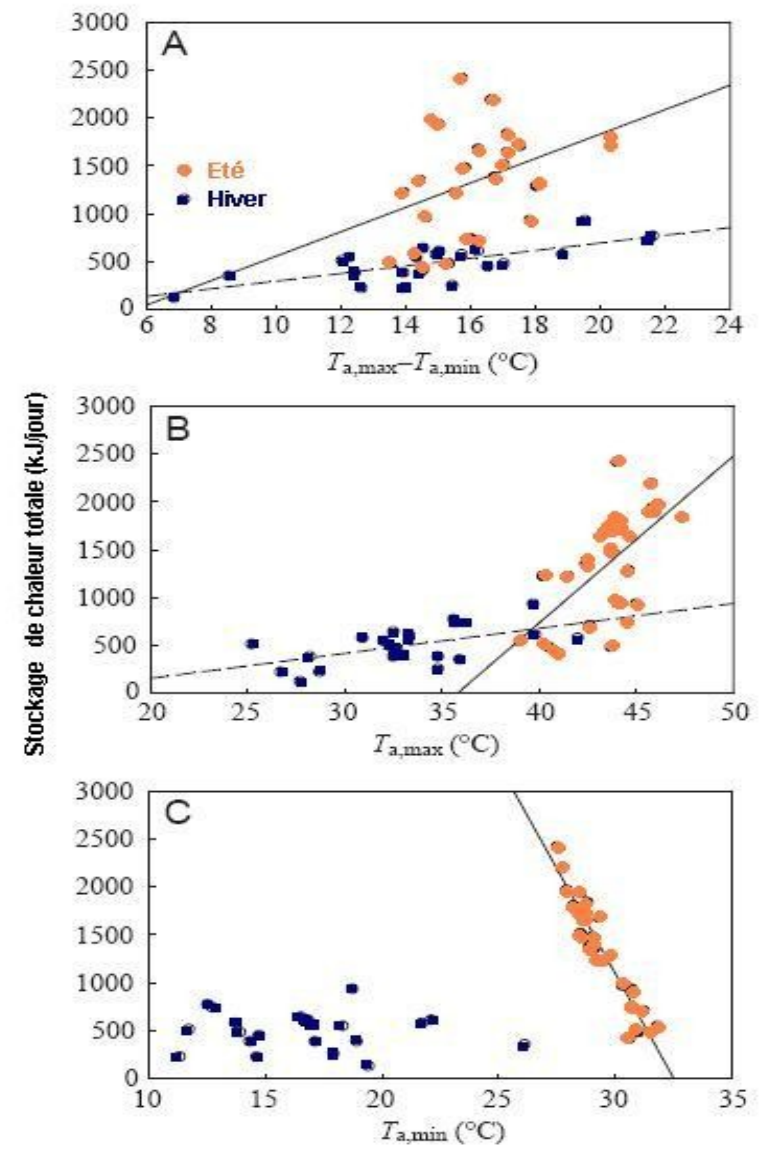 Stockage de chaleur totale (kJ/jour)
3000
2500
2000
1500
1000
500
0
A
Eté
Hiver
6 8 10 12 14 16 18 20 22 24
Ta,max–Ta,min (°C)
3000
2500
2000
1500
1000
500
0
B
20 25 30 35 40 45 50
Ta,max (°C)
3000
2500
2000
1500
1000
500
0
C
10 15 20 25 30 35
Ta,min (°C)